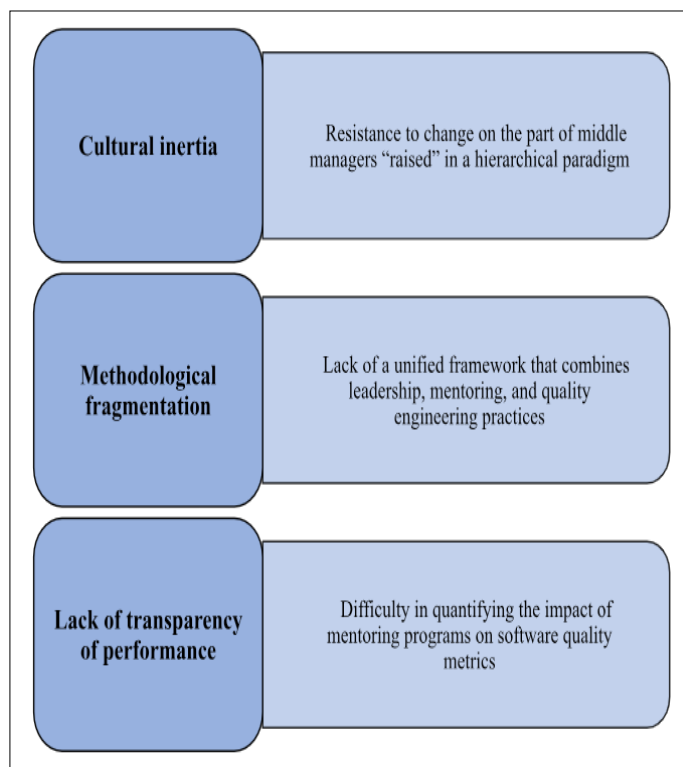 Cultural inertia
Resistance to change on the part of middle
managers “raised” in a hierarchical paradigm
Methodological
fragmentation
Lack of a unified framework that combines
leadership, mentoring, and quality
engineering practices
Lack of transparency
of performance
Difficulty in quantifying the impact of
mentoring programs on software quality
metrics